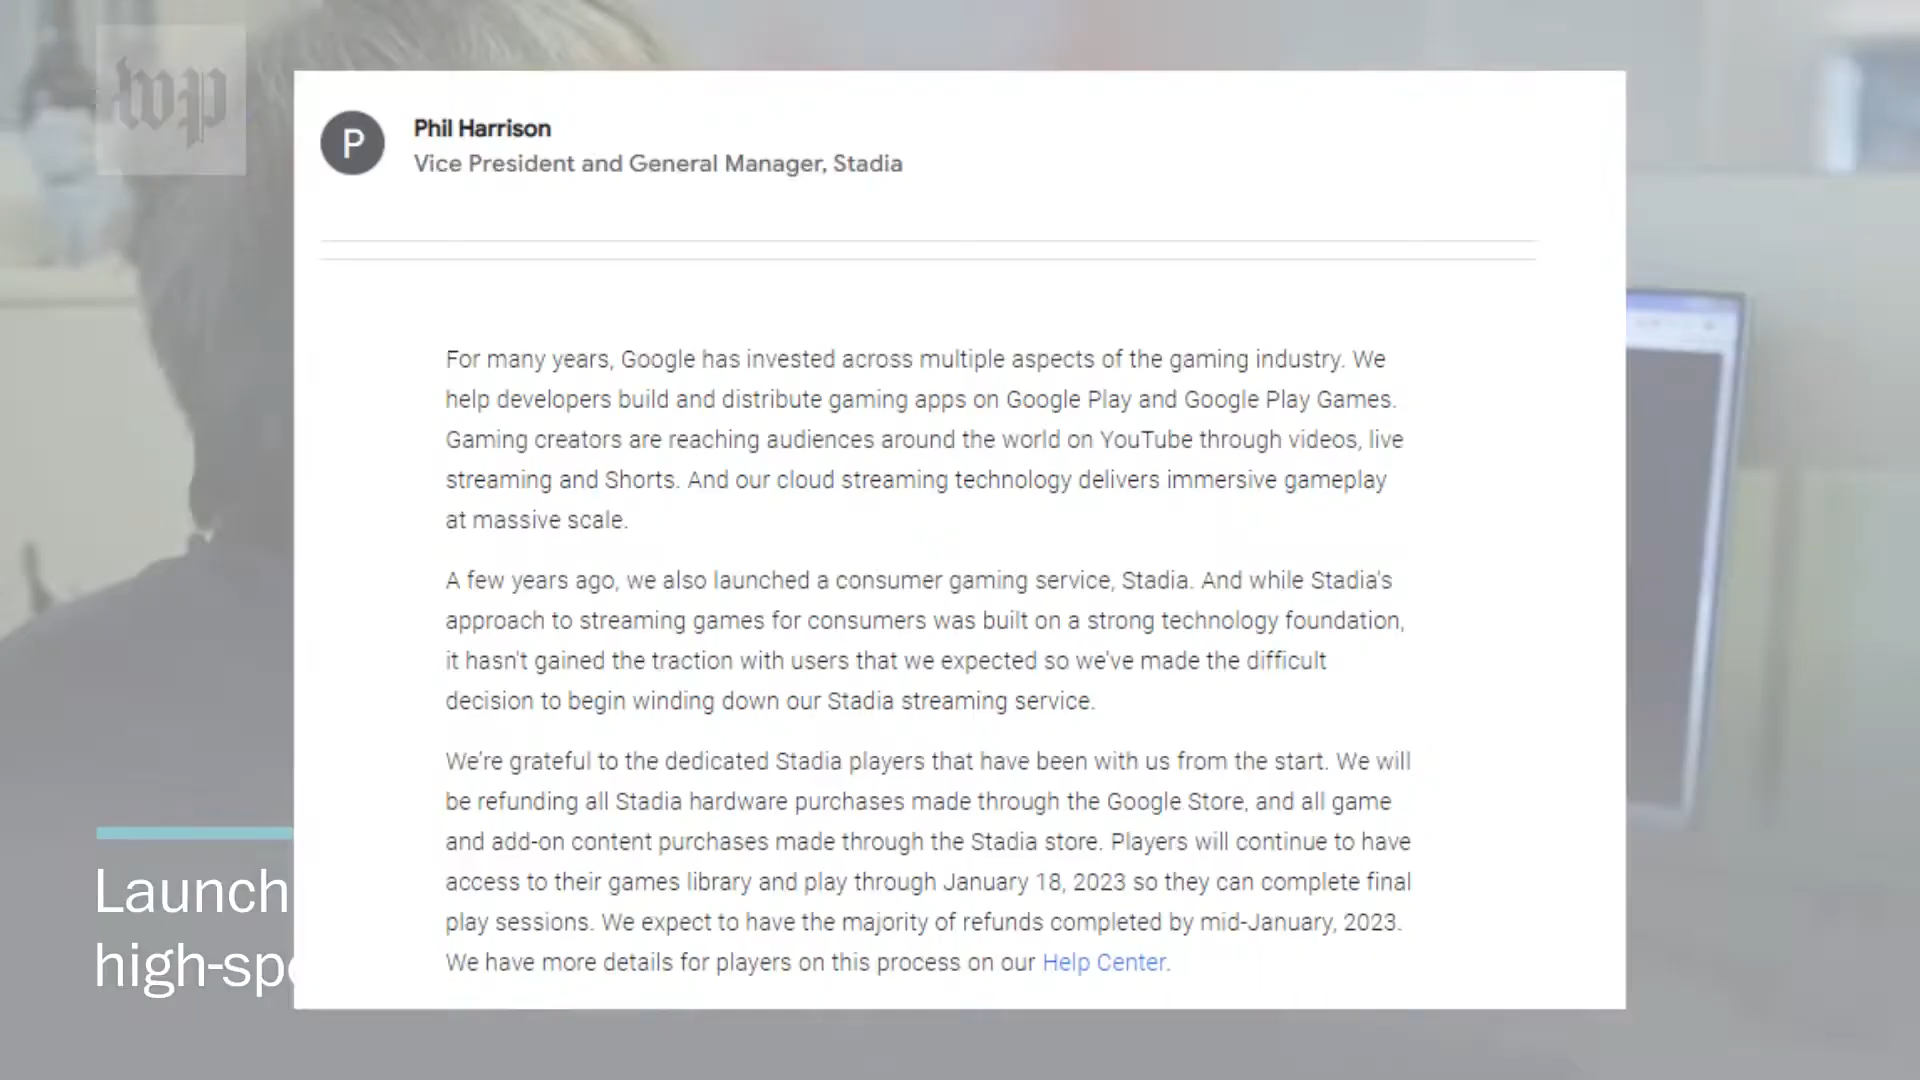 wp
P
Phil Harrison
Vice President and General Manager, Stadia
For many years, Google has invested across multiple aspects of the gaming industry. We
help developers build and distribute gaming apps on Google Play and Google Play Games.
Gaming creators are reaching audiences around the world on YouTube through videos, live
streaming and Shorts. And our cloud streaming technology delivers immersive gameplay
at massive scale.
A few years ago, we also launched a consumer gaming service, Stadia. And while Stadia's
approach to streaming games for consumers was built on a strong technology foundation,
it hasn't gained the traction with users that we expected so we've made the difficult
decision to begin winding down our Stadia streaming service.
We're grateful to the dedicated Stadia players that have been with us from the start. We will
be refunding all Stadia hardware purchases made through the Google Store, and all game
and add-on content purchases made through the Stadia store. Players will continue to have
access to their games library and play through January 18, 2023 so they can complete final
play sessions. We expect to have the majority of refunds completed by mid-January, 2023.
We have more details for players on this process on our Help Center.
Launch
high-spe